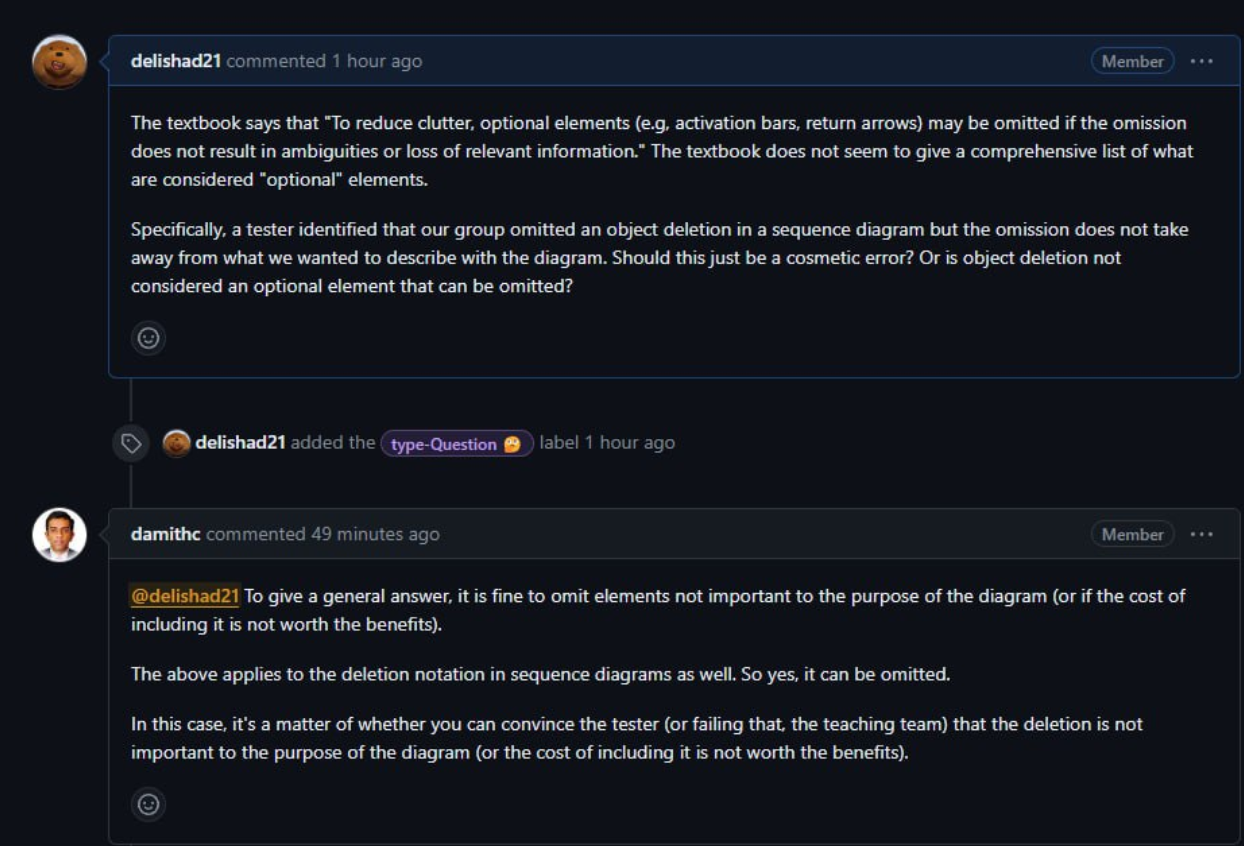 delishad21 commented 1 hour ago Member ...
The textbook says that "To reduce clutter, optional elements (e.g, activation bars, return arrows) may be omitted if the omission
does not result in ambiguities or loss of relevant information." The textbook does not seem to give a comprehensive list of what
are considered "optional" elements.
Specifically, a tester identified that our group omitted an object deletion in a sequence diagram but the omission does not take
away from what we wanted to describe with the diagram. Should this just be a cosmetic error? Or is object deletion not
considered an optional element that can be omitted?
delishad21 added the type-Question 🤔 label 1 hour ago
damithc commented 49 minutes ago Member ...
@delishad21 To give a general answer, it is fine to omit elements not important to the purpose of the diagram (or if the cost of
including it is not worth the benefits).
The above applies to the deletion notation in sequence diagrams as well. So yes, it can be omitted.
In this case, it's a matter of whether you can convince the tester (or failing that, the teaching team) that the deletion is not
important to the purpose of the diagram (or the cost of including it is not worth the benefits).